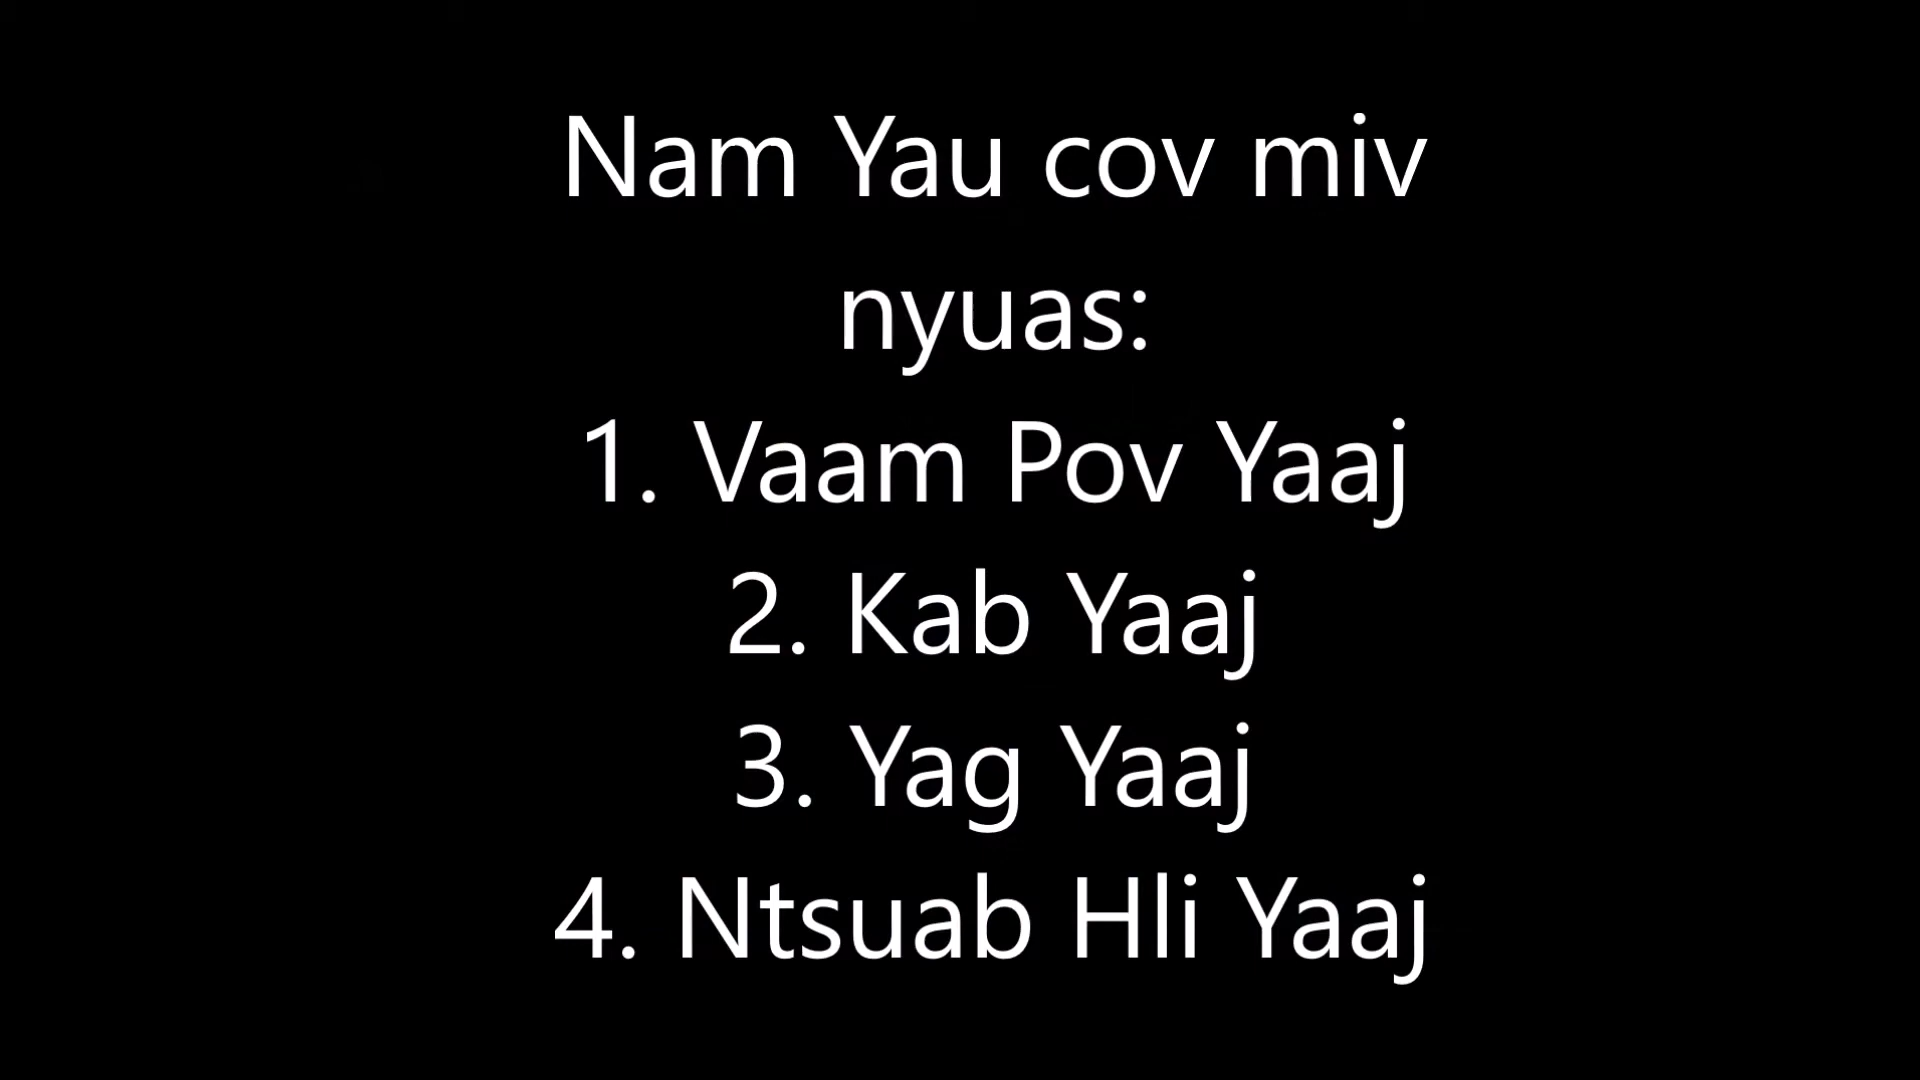 Nam Yau cov miv
nyuas:
1. Vaam Pov Yaaj
2. Kab Yaaj
3. Yag Yaaj
4. Ntsuab Hli Yaaj